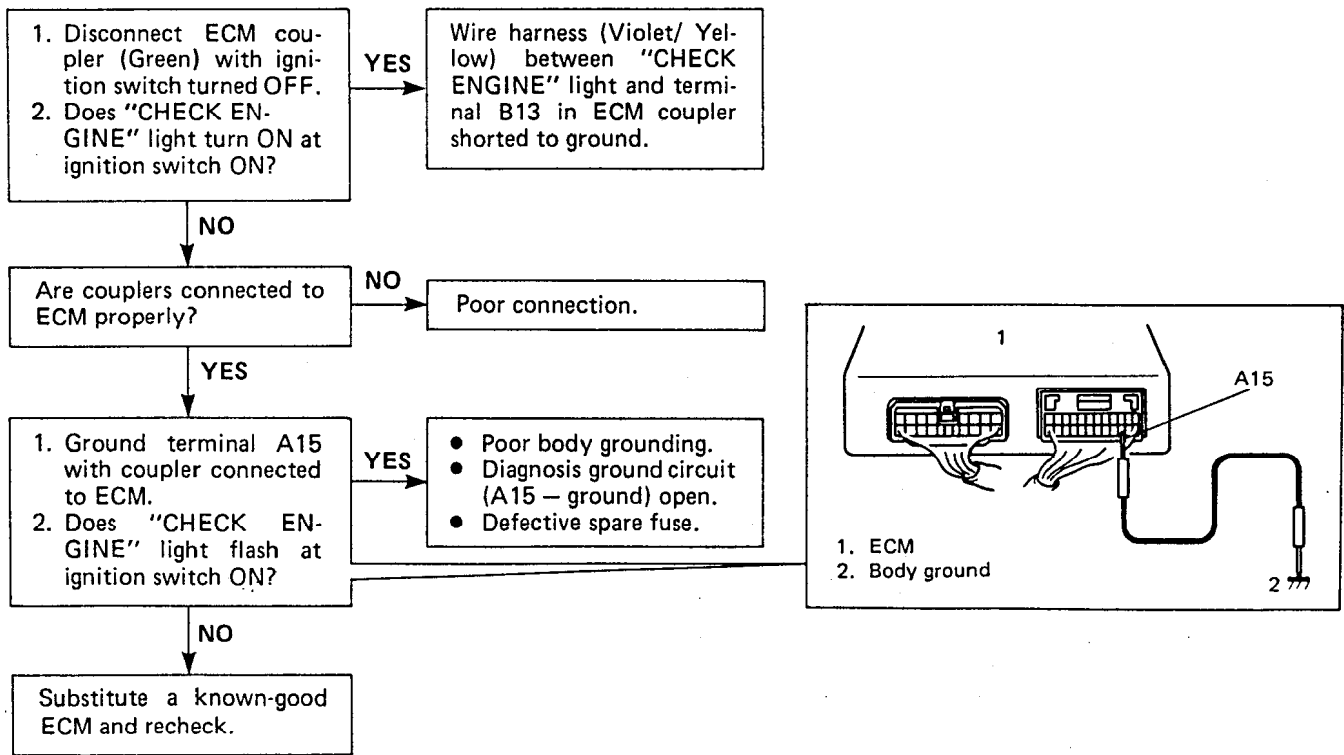 1. Disconnect ECM cou-
pler (Green) with igni-
tion switch turned OFF.
2. Does "CHECK EN-
GINE" light turn ON at
ignition switch ON?
YES
Wire harness (Violet/ Yel-
low) between "CHECK
ENGINE" light and termi-
nal B13 in ECM coupler
shorted to ground.
NO
Are couplers connected to
ECM properly?
NO
Poor connection.
YES
1. Ground terminal A15
with coupler connected
to ECM.
2. Does "CHECK EN-
GINE" light flash at
ignition switch ON?
YES
● Poor body grounding.
● Diagnosis ground circuit
(A15 – ground) open.
● Defective spare fuse.
1
A15
1. ECM
2. Body ground
2
NO
Substitute a known-good
ECM and recheck.